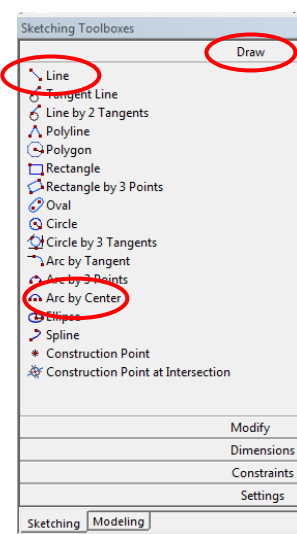 Sketching Toolboxes
Draw
Line
Tangent Line
Line by 2 Tangents
Polyline
Polygon
Rectangle
Rectangle by 3 Points
Oval
Circle
Circle by 3 Tangents
Arc by Tangent
Arc by 3 Points
Arc by Center
Ellipse
Spline
Construction Point
Construction Point at Intersection
Modify
Dimensions
Constraints
Settings
Sketching Modeling